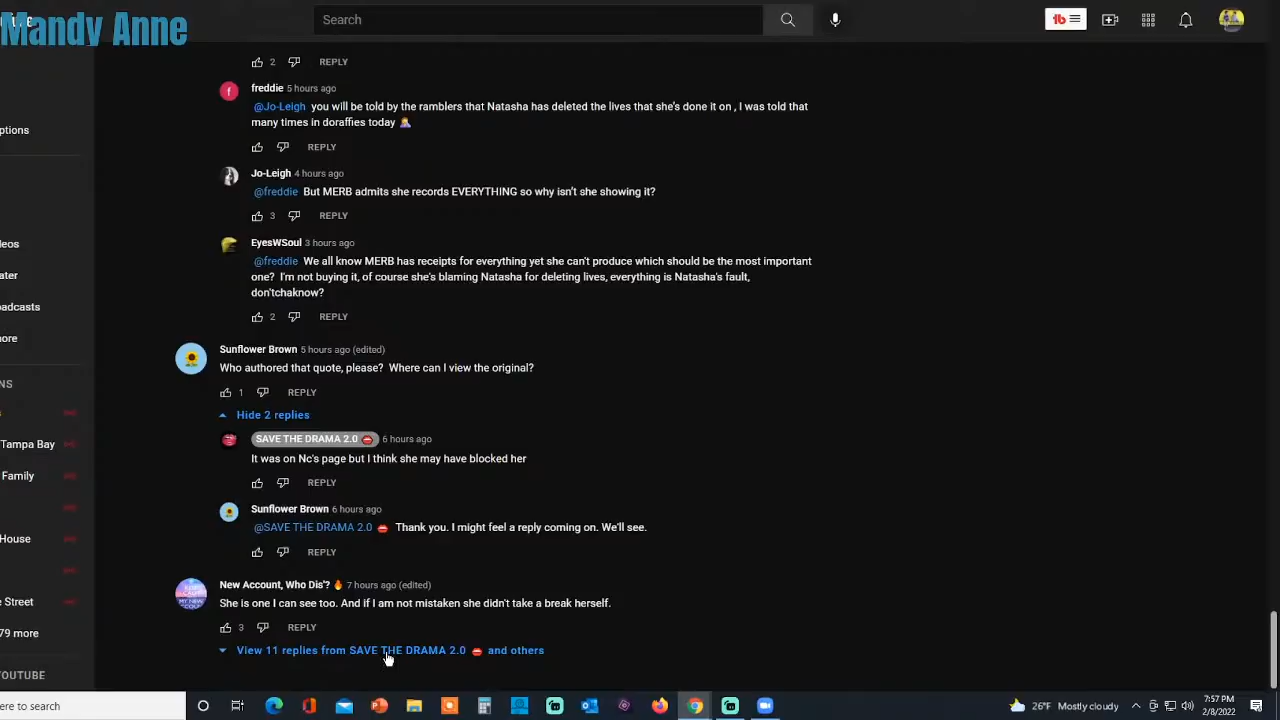 Mandy Anne
Search
2 REPLY
freddie 5 hours ago
@Jo-Leigh you will be told by the ramblers that Natasha has deleted the lives that she's done it on , I was told that
many times in doraffies today
REPLY
ptions
Jo-Leigh 4 hours ago
@freddie But MERB admits she records EVERYTHING so why isn't she showing it?
3 REPLY
EyesWSoul 3 hours ago
deos
@freddie We all know MERB has receipts for everything yet she can't produce which should be the most important
ater
one? I'm not buying it, of course she's blaming Natasha for deleting lives, everything is Natasha's fault,
don'tchaknow?
adcasts
2 REPLY
ore
Sunflower Brown 5 hours ago (edited)
Who authored that quote, please? Where can I view the original?
NS
1 REPLY
Hide 2 replies
SAVE THE DRAMA 2.0 6 hours ago
Tampa Bay
It was on Nc's page but I think she may have blocked her
Family
REPLY
Sunflower Brown 6 hours ago
@SAVE THE DRAMA 2.0 Thank you. I might feel a reply coming on. We'll see.
House
REPLY
New Account, Who Dis'? 7 hours ago (edited)
She is one I can see too. And if I am not mistaken she didn't take a break herself.
e Street
3 REPLY
79 more
View 11 replies from SAVE THE DRAMA 2.0 and others
OUTUBE
ere to search
26°F Mostly cloudy
7:57 PM
2/8/2022